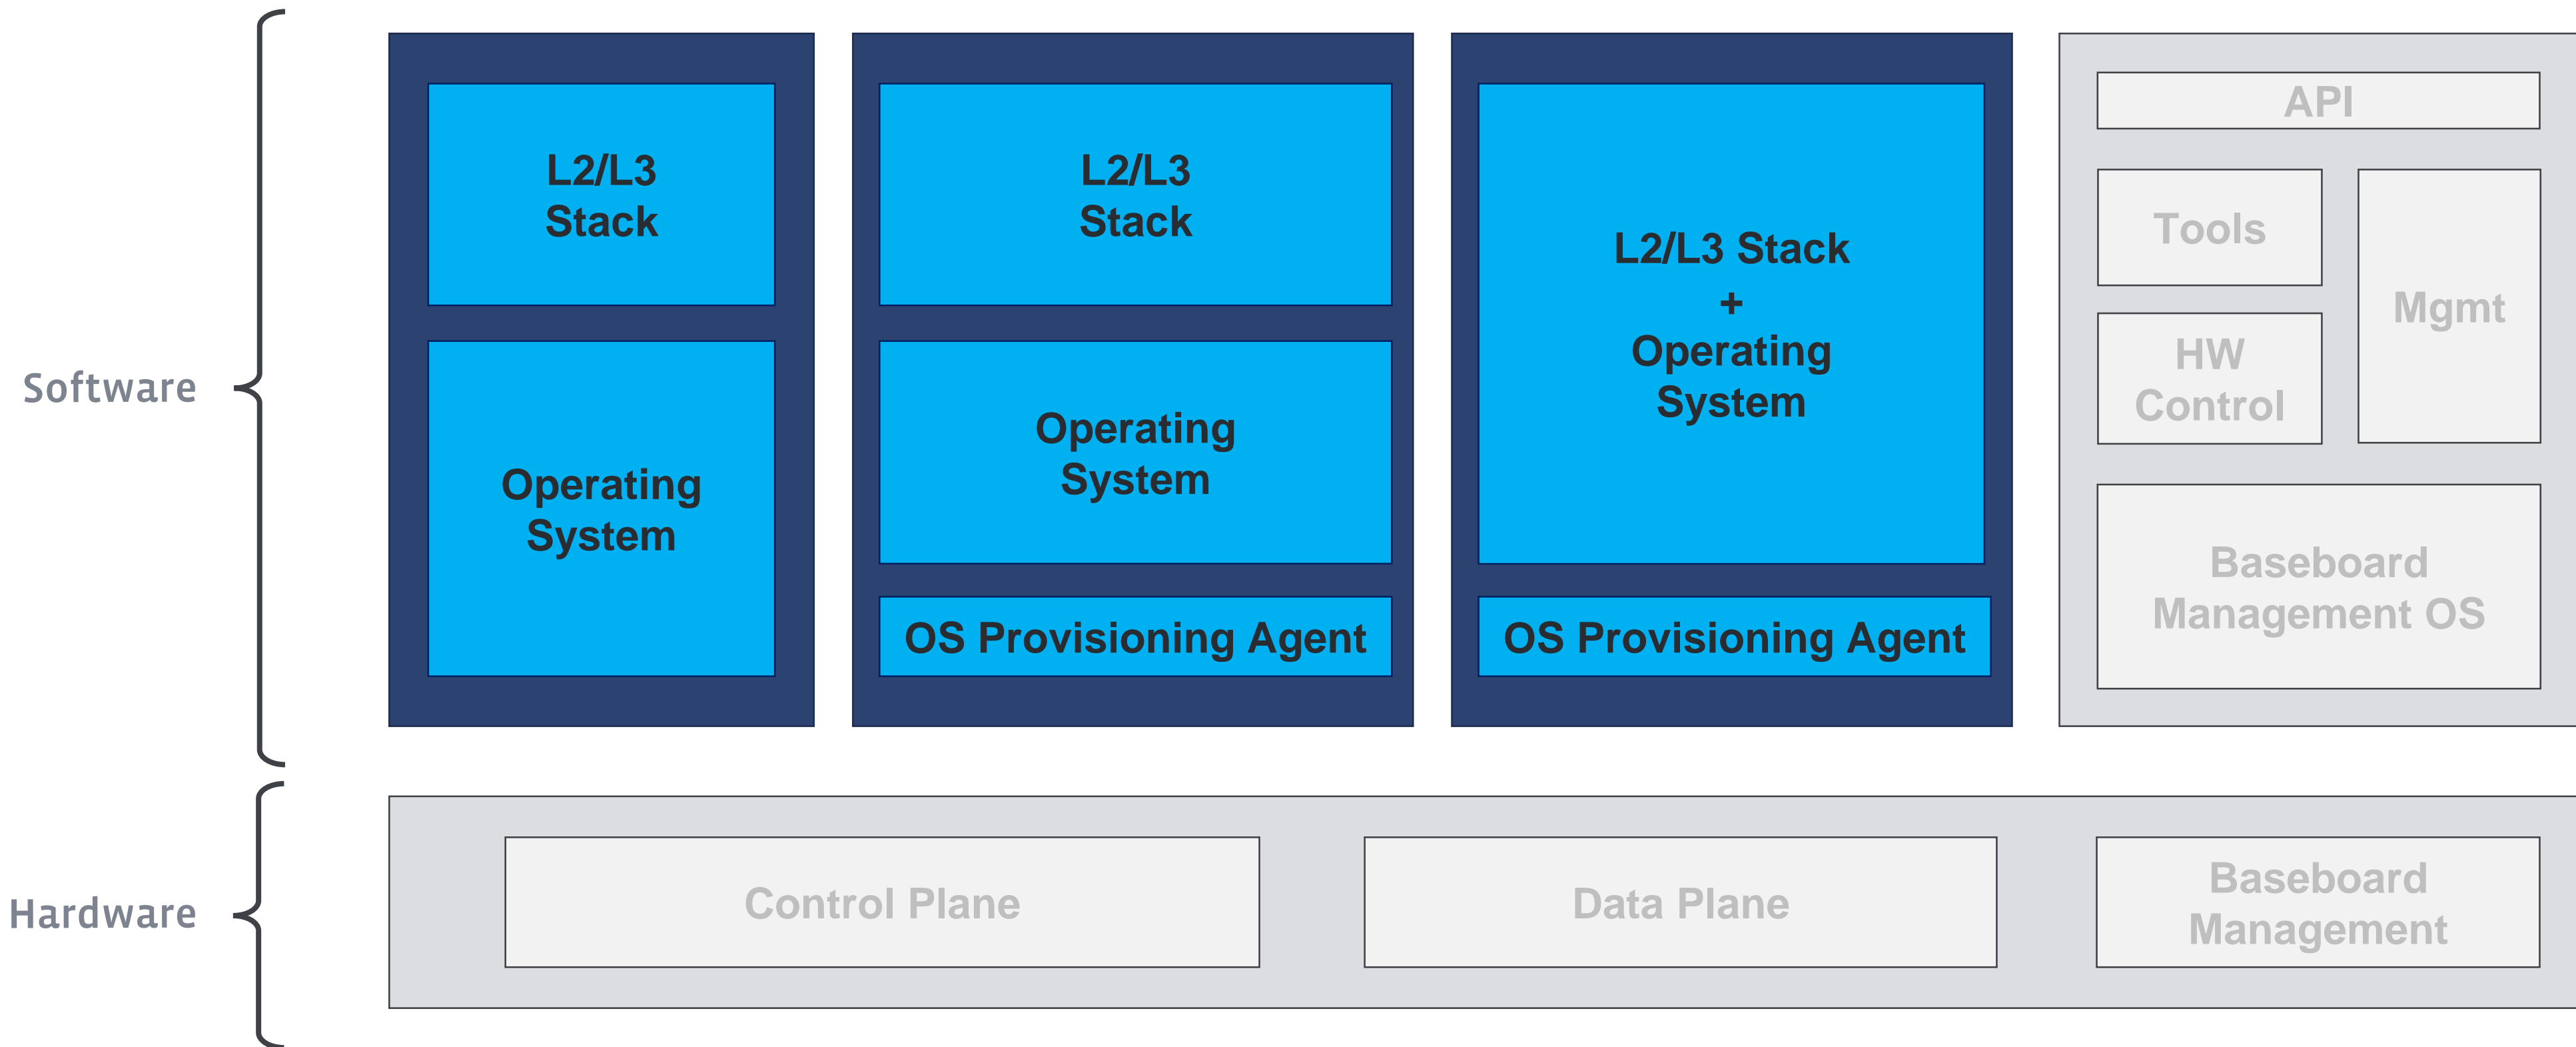 Software
L2/L3
Stack
Operating
System
L2/L3
Stack
Operating
System
OS Provisioning Agent
L2/L3 Stack
+
Operating
System
OS Provisioning Agent
API
Tools
HW
Control
Mgmt
Baseboard
Management OS
Hardware
Control Plane
Data Plane
Baseboard
Management